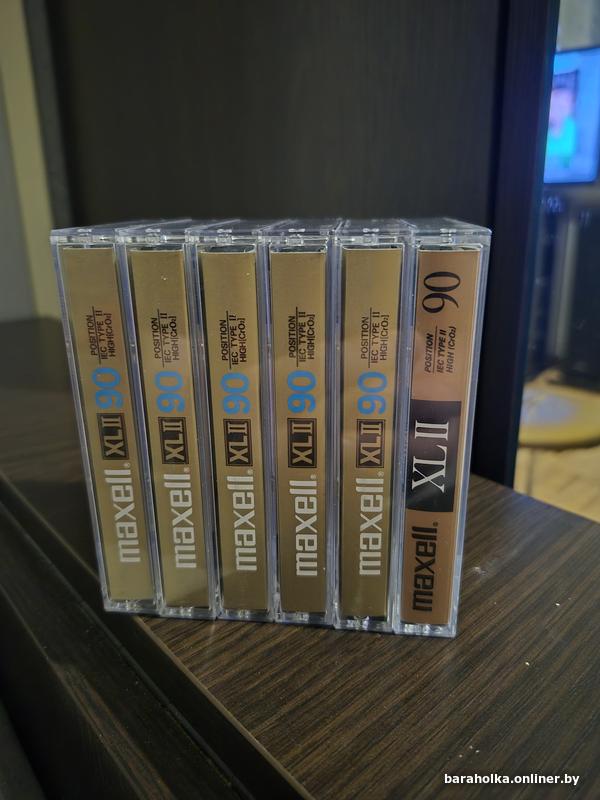 maxell® XLII 90 POSITION
IEC TYPE II
HIGH(CrO₂)
maxell® XLII 90 POSITION
IEC TYPE II
HIGH(CrO₂)
maxell® XLII 90 POSITION
IEC TYPE II
HIGH(CrO₂)
maxell® XLII 90 POSITION
IEC TYPE II
HIGH(CrO₂)
maxell® XLII 90 POSITION
IEC TYPE II
HIGH(CrO₂)
maxell® XLII POSITION
IEC TYPE II
HIGH (CrO₂)
90
baraholka.onliner.by